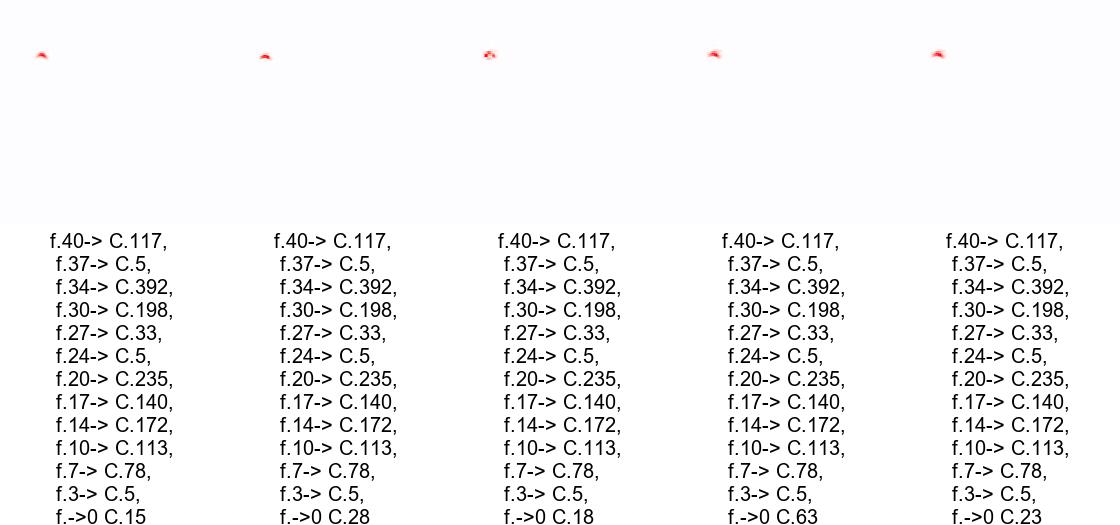 f.40-> C.117,
f.37-> C.5,
f.34-> C.392,
f.30-> C.198,
f.27-> C.33,
f.24-> C.5,
f.20-> C.235,
f.17-> C.140,
f.14-> C.172,
f.10-> C.113,
f.7-> C.78,
f.3-> C.5,
f.->0 C.15
f.40-> C.117,
f.37-> C.5,
f.34-> C.392,
f.30-> C.198,
f.27-> C.33,
f.24-> C.5,
f.20-> C.235,
f.17-> C.140,
f.14-> C.172,
f.10-> C.113,
f.7-> C.78,
f.3-> C.5,
f.->0 C.28
f.40-> C.117,
f.37-> C.5,
f.34-> C.392,
f.30-> C.198,
f.27-> C.33,
f.24-> C.5,
f.20-> C.235,
f.17-> C.140,
f.14-> C.172,
f.10-> C.113,
f.7-> C.78,
f.3-> C.5,
f.->0 C.18
f.40-> C.117,
f.37-> C.5,
f.34-> C.392,
f.30-> C.198,
f.27-> C.33,
f.24-> C.5,
f.20-> C.235,
f.17-> C.140,
f.14-> C.172,
f.10-> C.113,
f.7-> C.78,
f.3-> C.5,
f.->0 C.63
f.40-> C.117,
f.37-> C.5,
f.34-> C.392,
f.30-> C.198,
f.27-> C.33,
f.24-> C.5,
f.20-> C.235,
f.17-> C.140,
f.14-> C.172,
f.10-> C.113,
f.7-> C.78,
f.3-> C.5,
f.->0 C.23